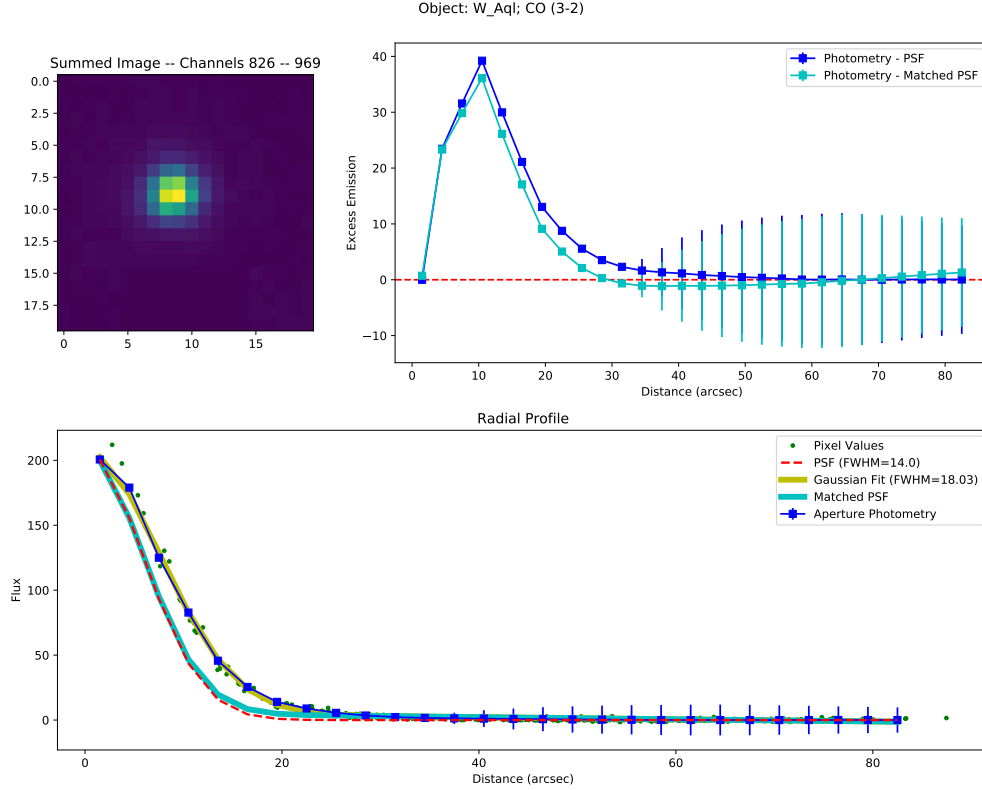 Object: W_Aql; CO (3-2)
Summed Image -- Channels 826 -- 969
0.0
2.5
5.0
7.5
10.0
12.5
15.0
17.5
0 5 10 15
40
30
20
10
0
−10
Excess Emission
Photometry - PSF
Photometry - Matched PSF
0 10 20 30 40 50 60 70 80
Distance (arcsec)
Radial Profile
200
150
100
50
0
Flux
Pixel Values
PSF (FWHM=14.0)
Gaussian Fit (FWHM=18.03)
Matched PSF
Aperture Photometry
0 20 40 60 80
Distance (arcsec)